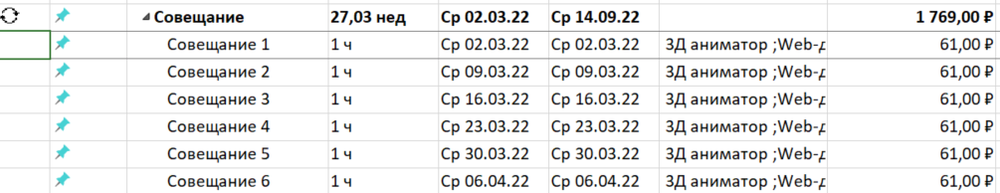 Совещание 27,03 нед Ср 02.03.22 Ср 14.09.22 1 769,00 ₽
Совещание 1 1 ч Ср 02.03.22 Ср 02.03.22 3Д аниматор ;Web-д 61,00 ₽
Совещание 2 1 ч Ср 09.03.22 Ср 09.03.22 3Д аниматор ;Web-д 61,00 ₽
Совещание 3 1 ч Ср 16.03.22 Ср 16.03.22 3Д аниматор ;Web-д 61,00 ₽
Совещание 4 1 ч Ср 23.03.22 Ср 23.03.22 3Д аниматор ;Web-д 61,00 ₽
Совещание 5 1 ч Ср 30.03.22 Ср 30.03.22 3Д аниматор ;Web-д 61,00 ₽
Совещание 6 1 ч Ср 06.04.22 Ср 06.04.22 3Д аниматор ;Web-д 61,00 ₽